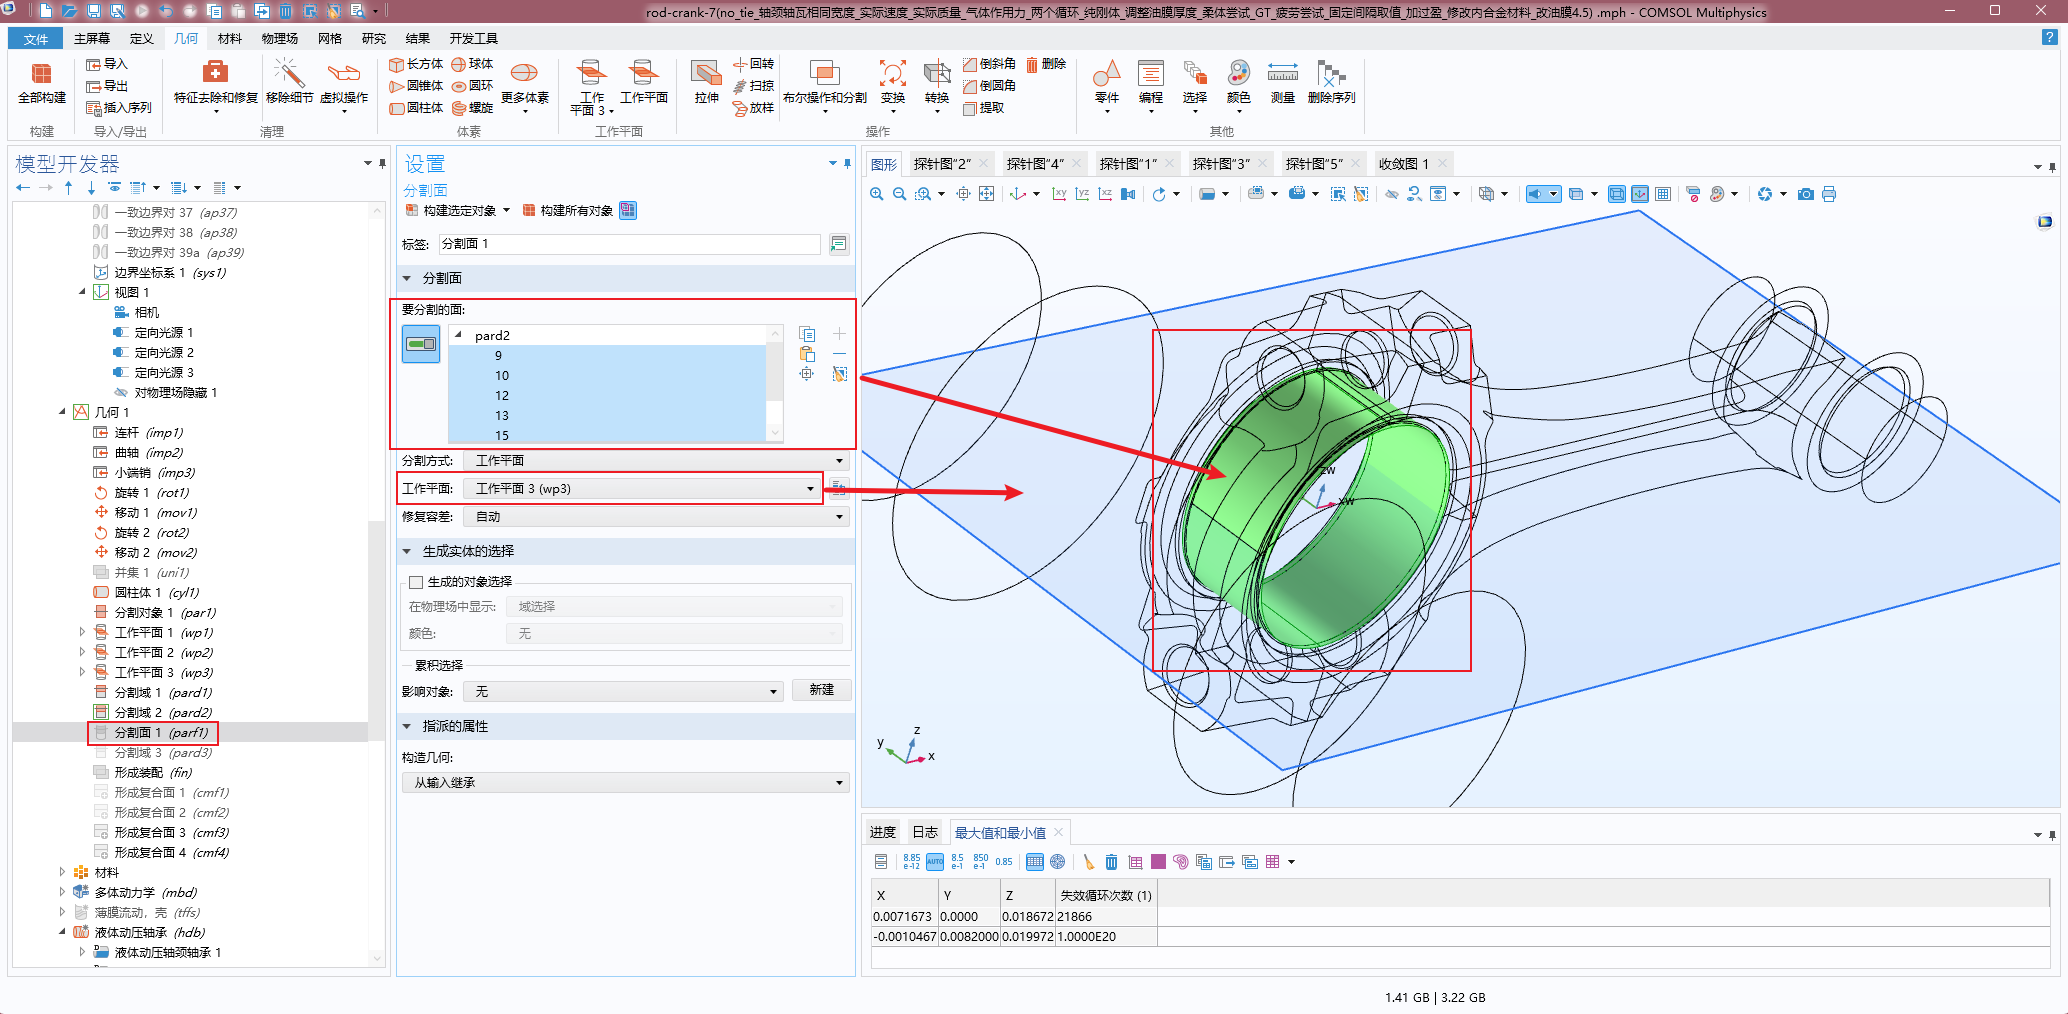 rod-crank-7(no_tie_轴颈轴瓦相同宽度_实际速度_实际质量_气体作用力_两个循环_纯刚体_调整油膜厚度_柔体尝试_GT_疲劳尝试_固定间隔取值_加过盈_修改内合金材料_改油膜4.5) .mph - COMSOL Multiphysics
文件 主屏幕 定义 几何 材料 物理场 网格 研究 结果 开发工具
全部构建
构建
导入
导出
插入序列
导入/导出
特征去除和修复 移除细节 虚拟操作
清理
长方体 球体
圆锥体 圆环
圆柱体 螺旋
更多体素
体素
工作
平面 3
工作平面
工作平面
拉伸
回转
扫掠
放样
布尔操作和分割 变换 转换
倒斜角 删除
倒圆角
提取
操作
零件 编程 选择 颜色 测量 删除序列
其他
模型开发器
一致边界对 37 (ap37)
一致边界对 38 (ap38)
一致边界对 39a (ap39)
边界坐标系 1 (sys1)
视图 1
相机
定向光源 1
定向光源 2
定向光源 3
对物理场隐藏 1
几何 1
连杆 (imp1)
曲轴 (imp2)
小端销 (imp3)
旋转 1 (rot1)
移动 1 (mov1)
旋转 2 (rot2)
移动 2 (mov2)
并集 1 (uni1)
圆柱体 1 (cyl1)
分割对象 1 (par1)
工作平面 1 (wp1)
工作平面 2 (wp2)
工作平面 3 (wp3)
分割域 1 (pard1)
分割域 2 (pard2)
分割面 1 (parf1)
分割域 3 (pard3)
形成装配 (fin)
形成复合面 1 (cmf1)
形成复合面 2 (cmf2)
形成复合面 3 (cmf3)
形成复合面 4 (cmf4)
材料
多体动力学 (mbd)
薄膜流动，壳 (tffs)
液体动压轴承 (hdb)
液体动压轴颈轴承 1
设置
分割面
构建选定对象 构建所有对象
标签: 分割面 1
分割面
要分割的面:
pard2
9
10
12
13
15
分割方式: 工作平面
工作平面: 工作平面 3 (wp3)
修复容差: 自动
生成实体的选择
生成的对象选择
在物理场中显示: 域选择
颜色: 无
累积选择
影响对象: 无 新建
指派的属性
构造几何:
从输入继承
图形 探针图“2” 探针图“4” 探针图“1” 探针图“3” 探针图“5” 收敛图 1
xy yz xz
zw
xw
z
y
x
进度 日志 最大值和最小值
8.85
e-12
AUTO
8.5
e-1
850
e-1
0.85
X Y Z 失效循环次数 (1)
0.0071673 0.0000 0.018672 21866
-0.0010467 0.0082000 0.019972 1.0000E20
1.41 GB | 3.22 GB